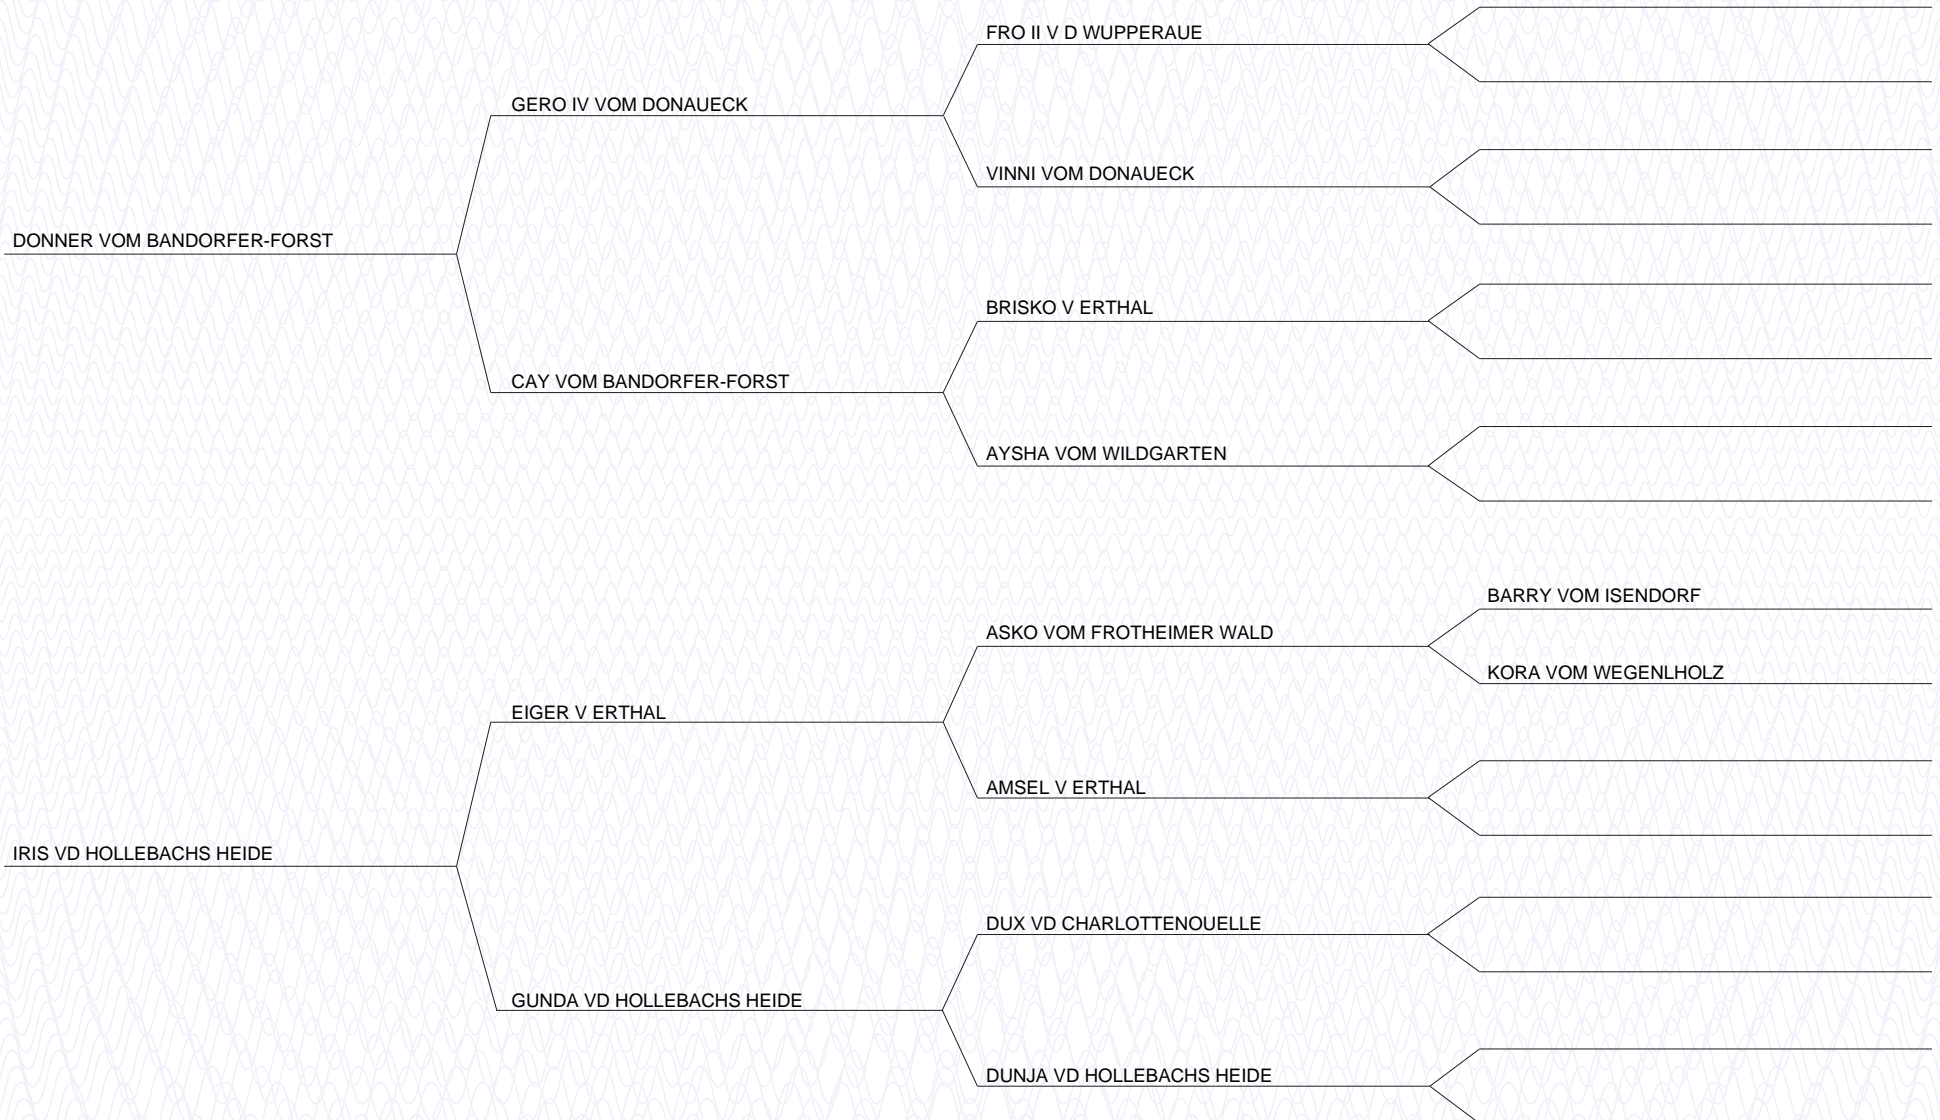 FRO II V D WUPPERAUE
GERO IV VOM DONAUECK
VINNI VOM DONAUECK
DONNER VOM BANDORFER-FORST
BRISKO V ERTHAL
CAY VOM BANDORFER-FORST
AYSHA VOM WILDGARTEN
BARRY VOM ISENDORF
ASKO VOM FROTHEIMER WALD
KORA VOM WEGENLHOLZ
EIGER V ERTHAL
AMSEL V ERTHAL
IRIS VD HOLLEBACHS HEIDE
DUX VD CHARLOTTENOUELLE
GUNDA VD HOLLEBACHS HEIDE
DUNJA VD HOLLEBACHS HEIDE